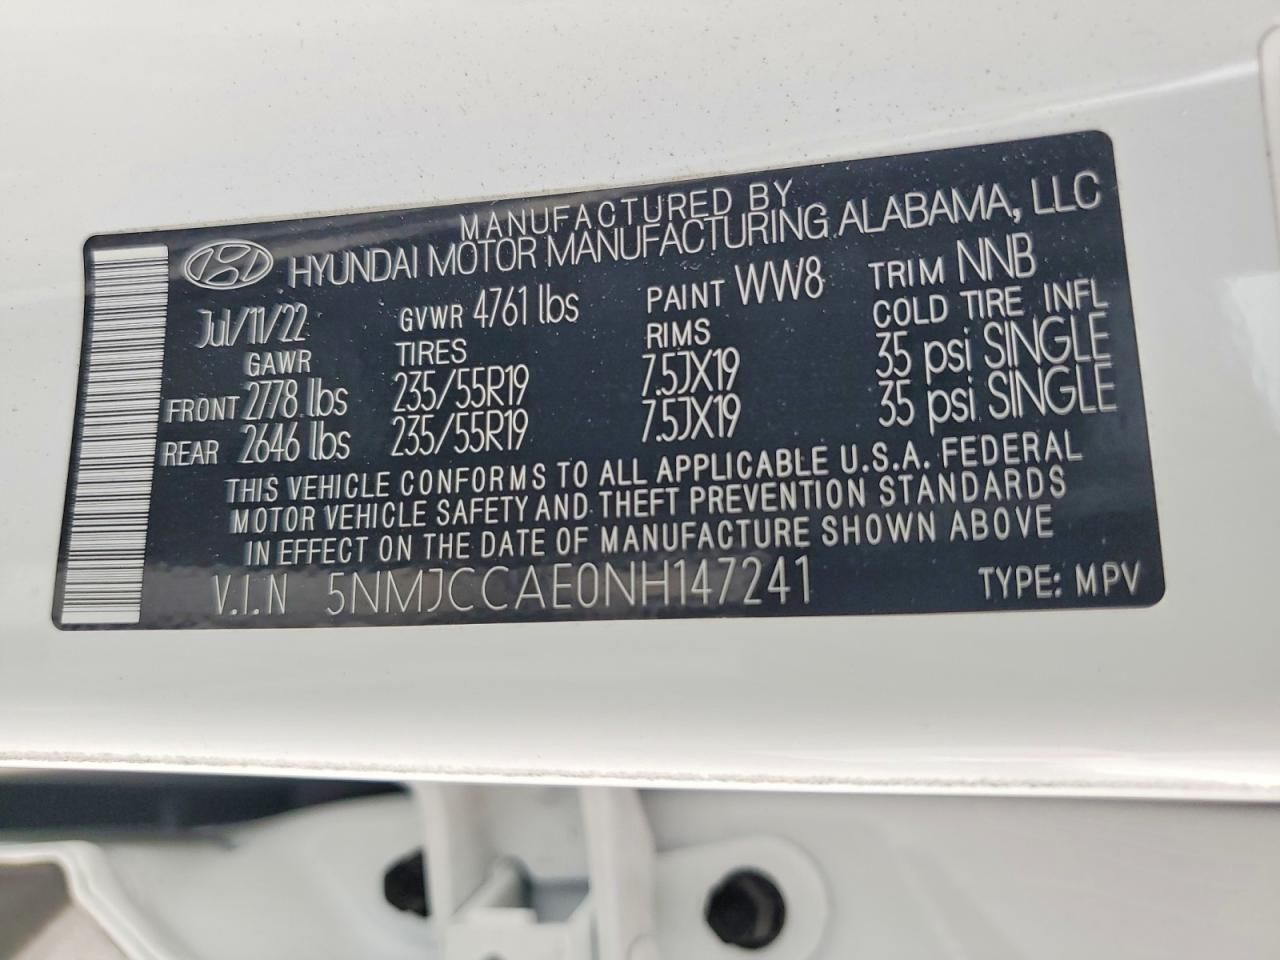 MANUFACTURED BY
HYUNDAI MOTOR MANUFACTURING ALABAMA, LLC
Jul/11/22 GVWR 4761 lbs PAINT WW8 TRIM NNB
GAWR TIRES RIMS COLD TIRE INFL
FRONT 2778 lbs 235/55R19 7.5JX19 35 psi SINGLE
REAR 2646 lbs 235/55R19 7.5JX19 35 psi SINGLE
THIS VEHICLE CONFORMS TO ALL APPLICABLE U.S.A. FEDERAL
MOTOR VEHICLE SAFETY AND THEFT PREVENTION STANDARDS
IN EFFECT ON THE DATE OF MANUFACTURE SHOWN ABOVE
V.I.N 5NMJCCAE0NH147241 TYPE: MPV